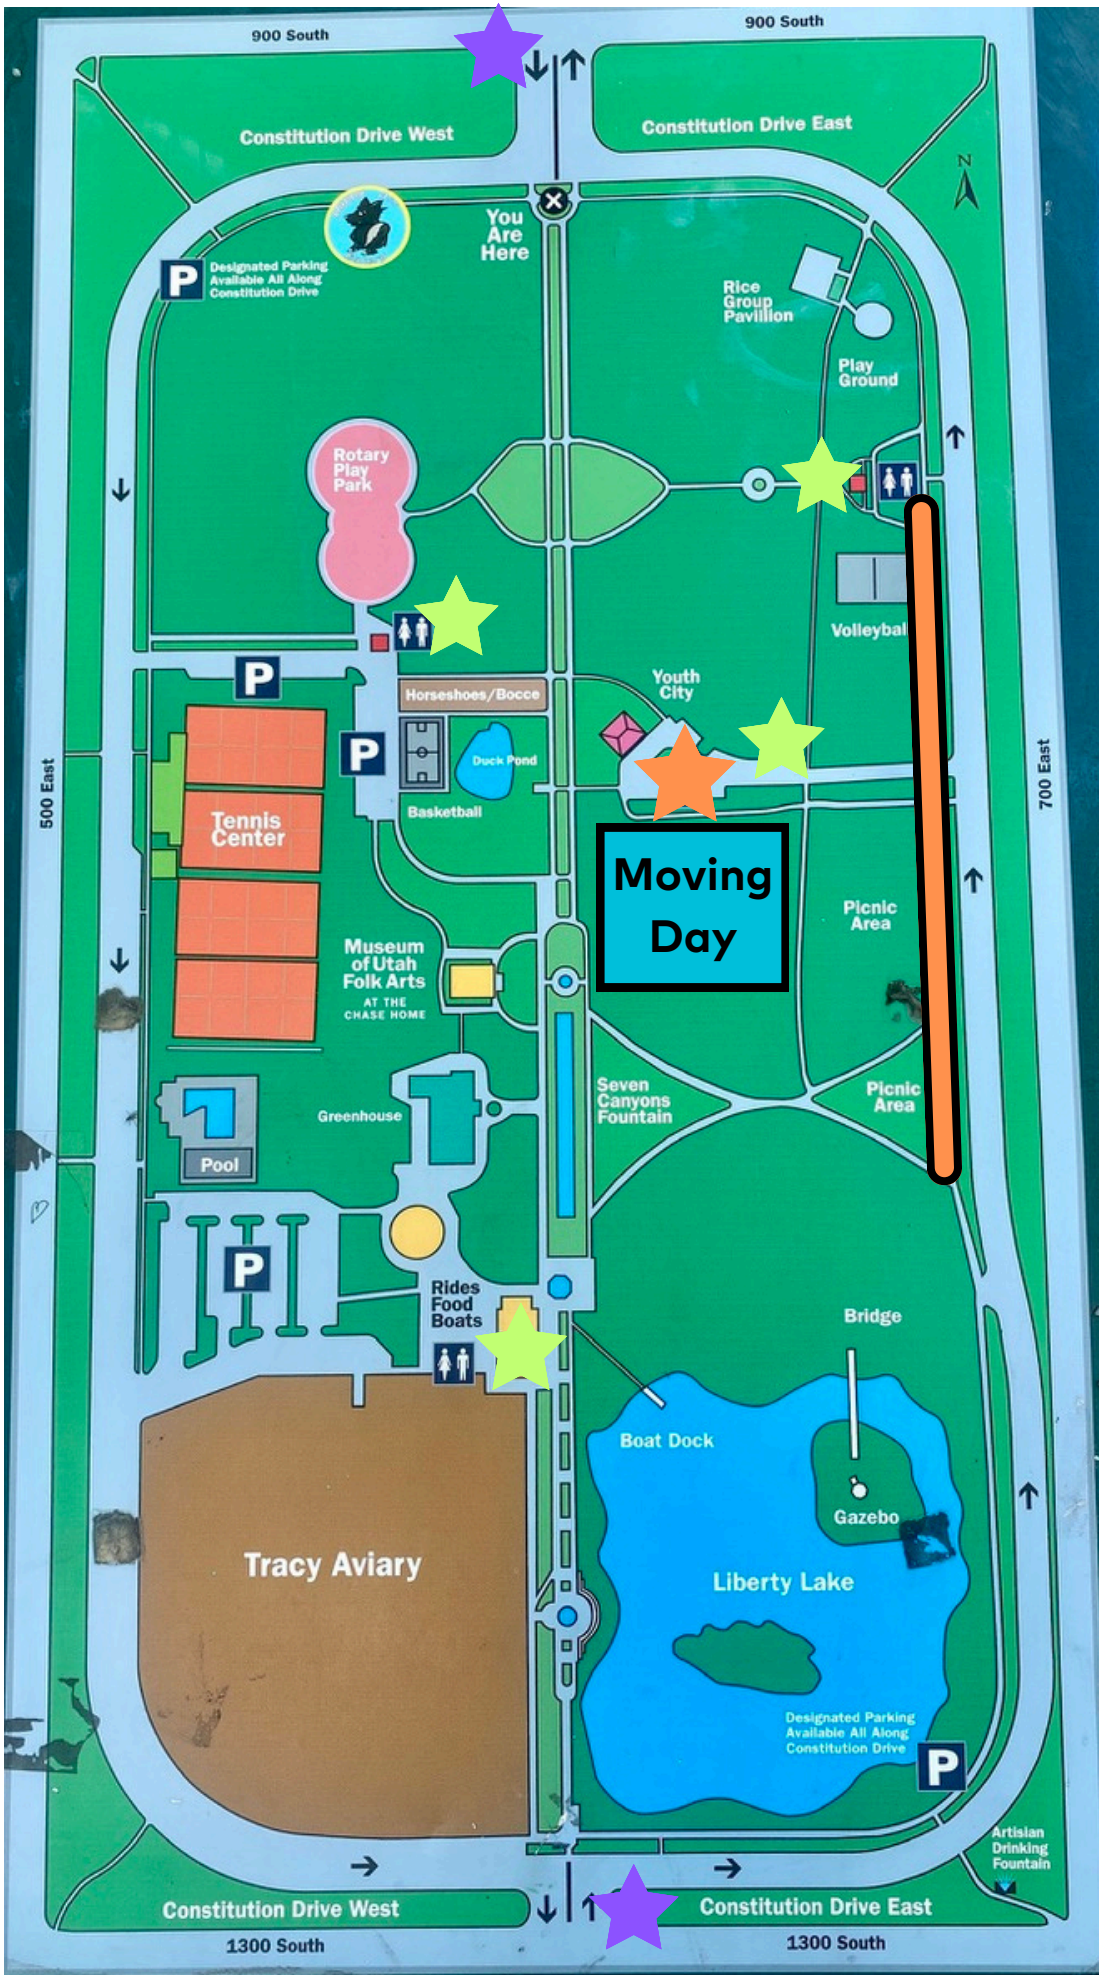 900 South
900 South
Constitution Drive West
Constitution Drive East
N
You
Are
Here
P
Designated Parking
Available All Along
Constitution Drive
Rice
Group
Pavillion
Play
Ground
Rotary
Play
Park
Volleybal
P
Horseshoes/Bocce
Youth
City
P
Duck Pond
Basketball
500 East
700 East
Tennis
Center
Moving
Day
Picnic
Area
Museum
of Utah
Folk Arts
AT THE
CHASE HOME
Seven
Canyons
Fountain
Picnic
Area
Greenhouse
Pool
P
Rides
Food
Boats
Bridge
Boat Dock
Gazebo
Tracy Aviary
Liberty Lake
Designated Parking
Available All Along
Constitution Drive
P
Artisian
Drinking
Fountain
Constitution Drive West
Constitution Drive East
1300 South
1300 South